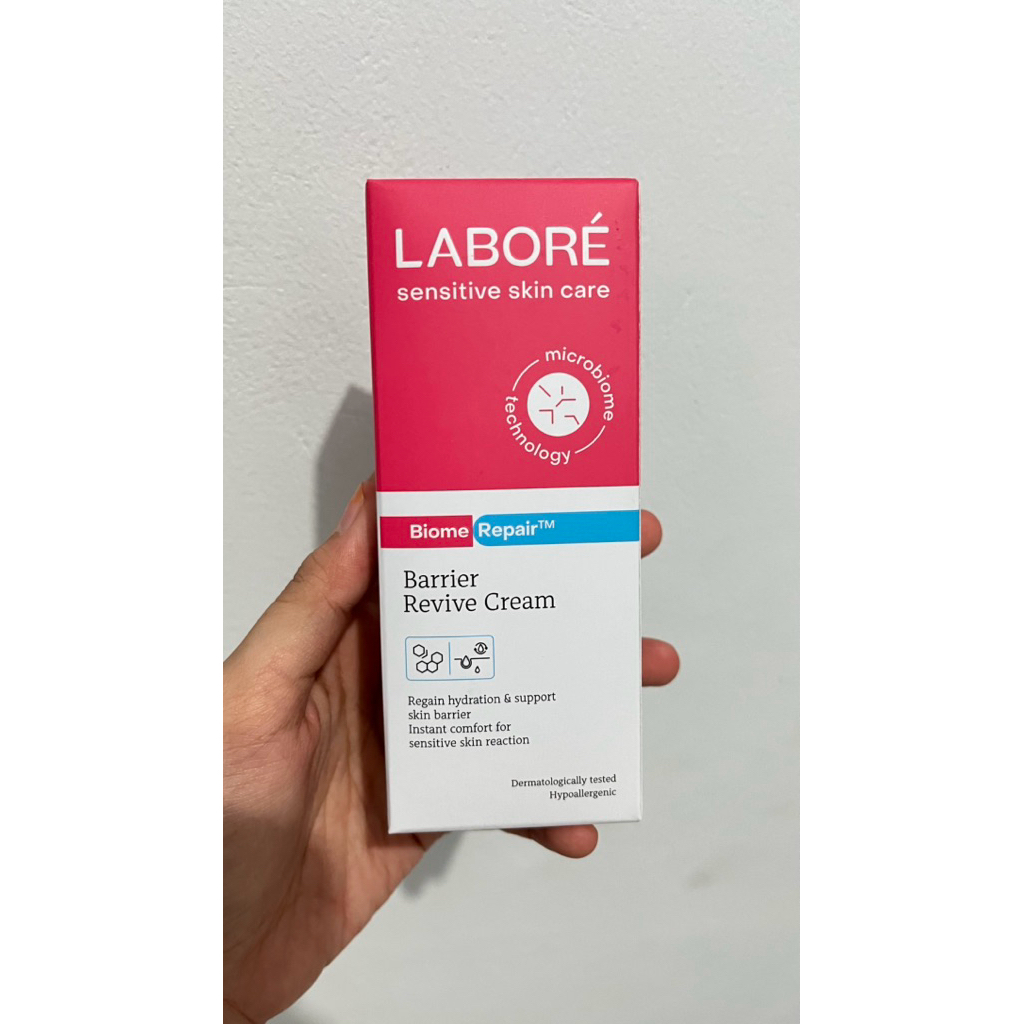 LABORÉ
sensitive skin care
microbiome
technology
Biome Repair™
Barrier
Revive Cream
Regain hydration & support
skin barrier
Instant comfort for
sensitive skin reaction
Dermatologically tested
Hypoallergenic